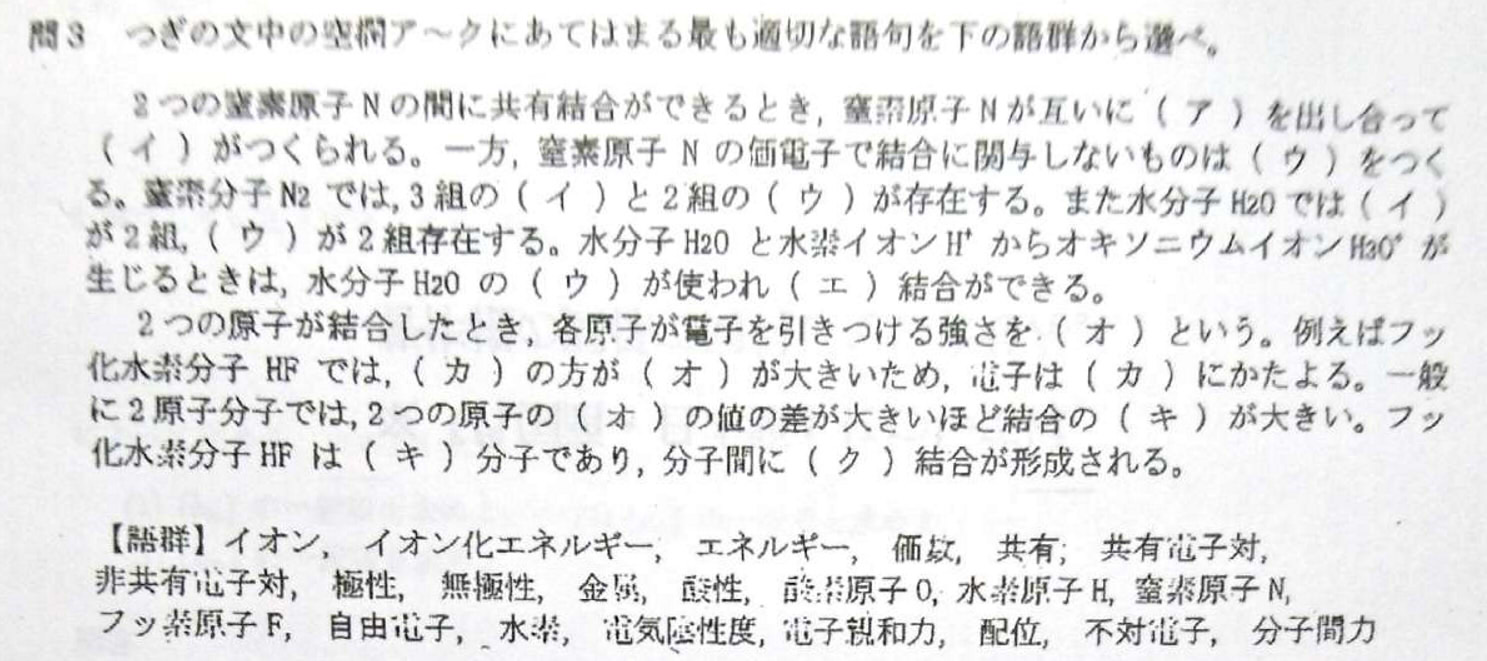 問3 つぎの文中の空欄ア～クにあてはまる最も適切な語句を下の語群から選べ。
2つの窒素原子Nの間に共有結合ができるとき, 窒素原子Nが互いに（ ア ）を出し合って
（ イ ）がつくられる。一方, 窒素原子 N の価電子で結合に関与しないものは（ ウ ）をつく
る。窒素分子N2 では, 3組の（ イ ）と2組の（ ウ ）が存在する。また水分子H2Oでは（ イ ）
が2組,（ ウ ）が2組存在する。水分子H2O と水素イオンH⁺ からオキソニウムイオンH3O⁺ が
生じるときは, 水分子H2O の（ ウ ）が使われ（ エ ）結合ができる。
2つの原子が結合したとき, 各原子が電子を引きつける強さを（ オ ）という。例えばフッ
化水素分子 HF では,（ カ ）の方が（ オ ）が大きいため, 電子は（ カ ）にかたよる。一般
に2原子分子では, 2つの原子の（ オ ）の値の差が大きいほど結合の（ キ ）が大きい。フッ
化水素分子HF は（ キ ）分子であり, 分子間に（ ク ）結合が形成される。
【語群】イオン, イオン化エネルギー, エネルギー, 価数, 共有, 共有電子対,
非共有電子対, 極性, 無極性, 金属, 酸性, 酸素原子O, 水素原子H, 窒素原子N,
フッ素原子F, 自由電子, 水素, 電気陰性度, 電子親和力, 配位, 不対電子, 分子間力